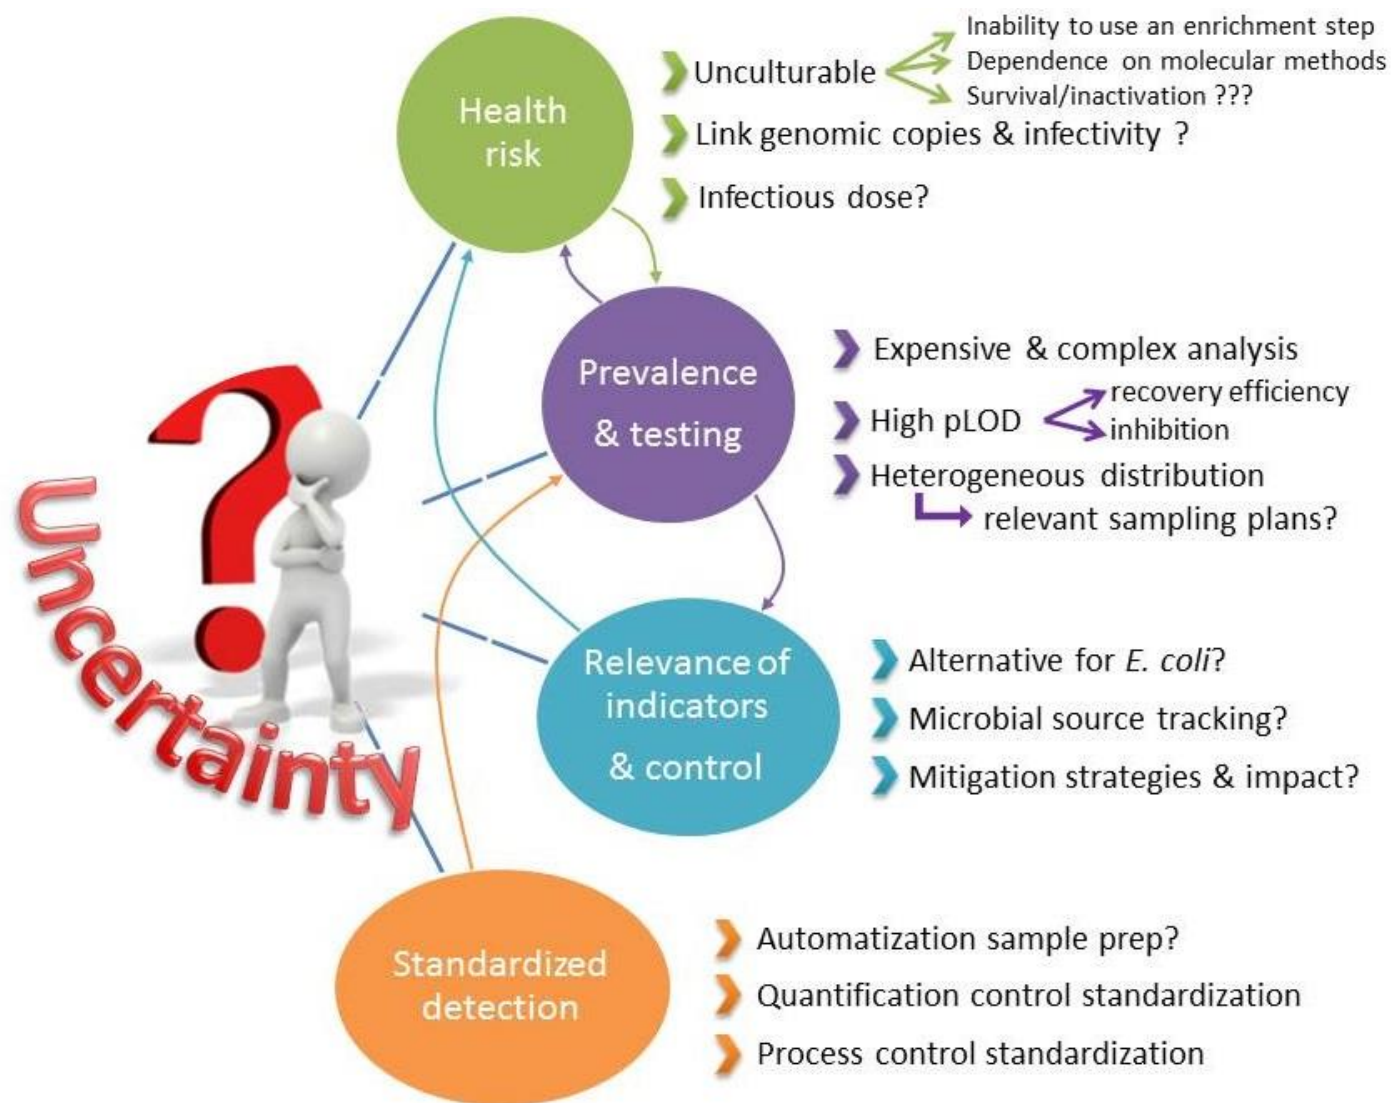 Health
risk
Unculturable
Inability to use an enrichment step
Dependence on molecular methods
Survival/inactivation ???
Link genomic copies & infectivity ?
Infectious dose?
Prevalence
& testing
Expensive & complex analysis
High pLOD
recovery efficiency
inhibition
Heterogeneous distribution
relevant sampling plans?
?
Uncertainty
Relevance of
indicators
& control
Alternative for E. coli?
Microbial source tracking?
Mitigation strategies & impact?
Standardized
detection
Automatization sample prep?
Quantification control standardization
Process control standardization